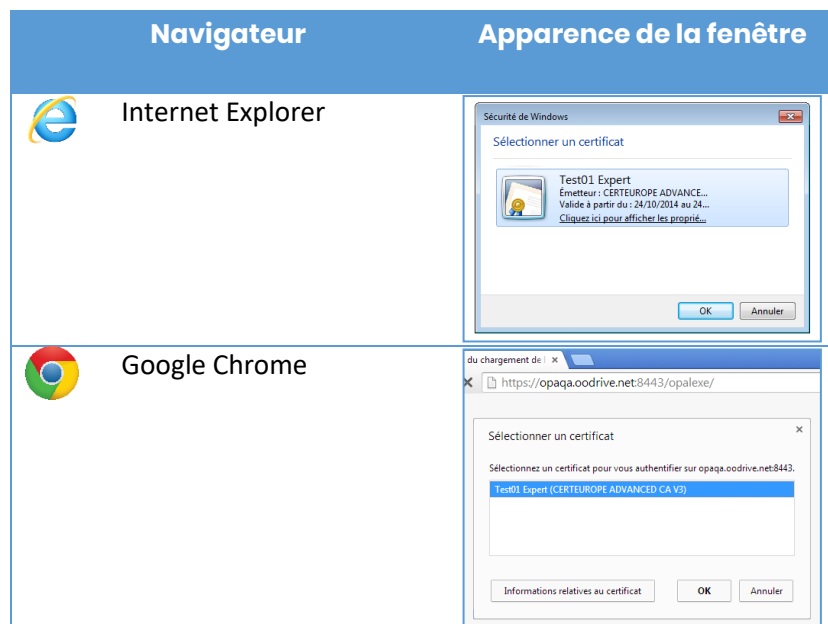 Navigateur
Apparence de la fenêtre
Internet Explorer
Sécurité de Windows
Sélectionner un certificat
Test01 Expert
Émetteur : CERTEUROPE ADVANCE...
Valide à partir du : 24/10/2014 au 24...
Cliquez ici pour afficher les proprié...
OK
Annuler
Google Chrome
du chargement de l
https://opaqa.oodrive.net:8443/opalexe/
Sélectionner un certificat
Sélectionnez un certificat pour vous authentifier sur opaqa.oodrive.net:8443.
Test01 Expert (CERTEUROPE ADVANCED CA V3)
Informations relatives au certificat
OK
Annuler